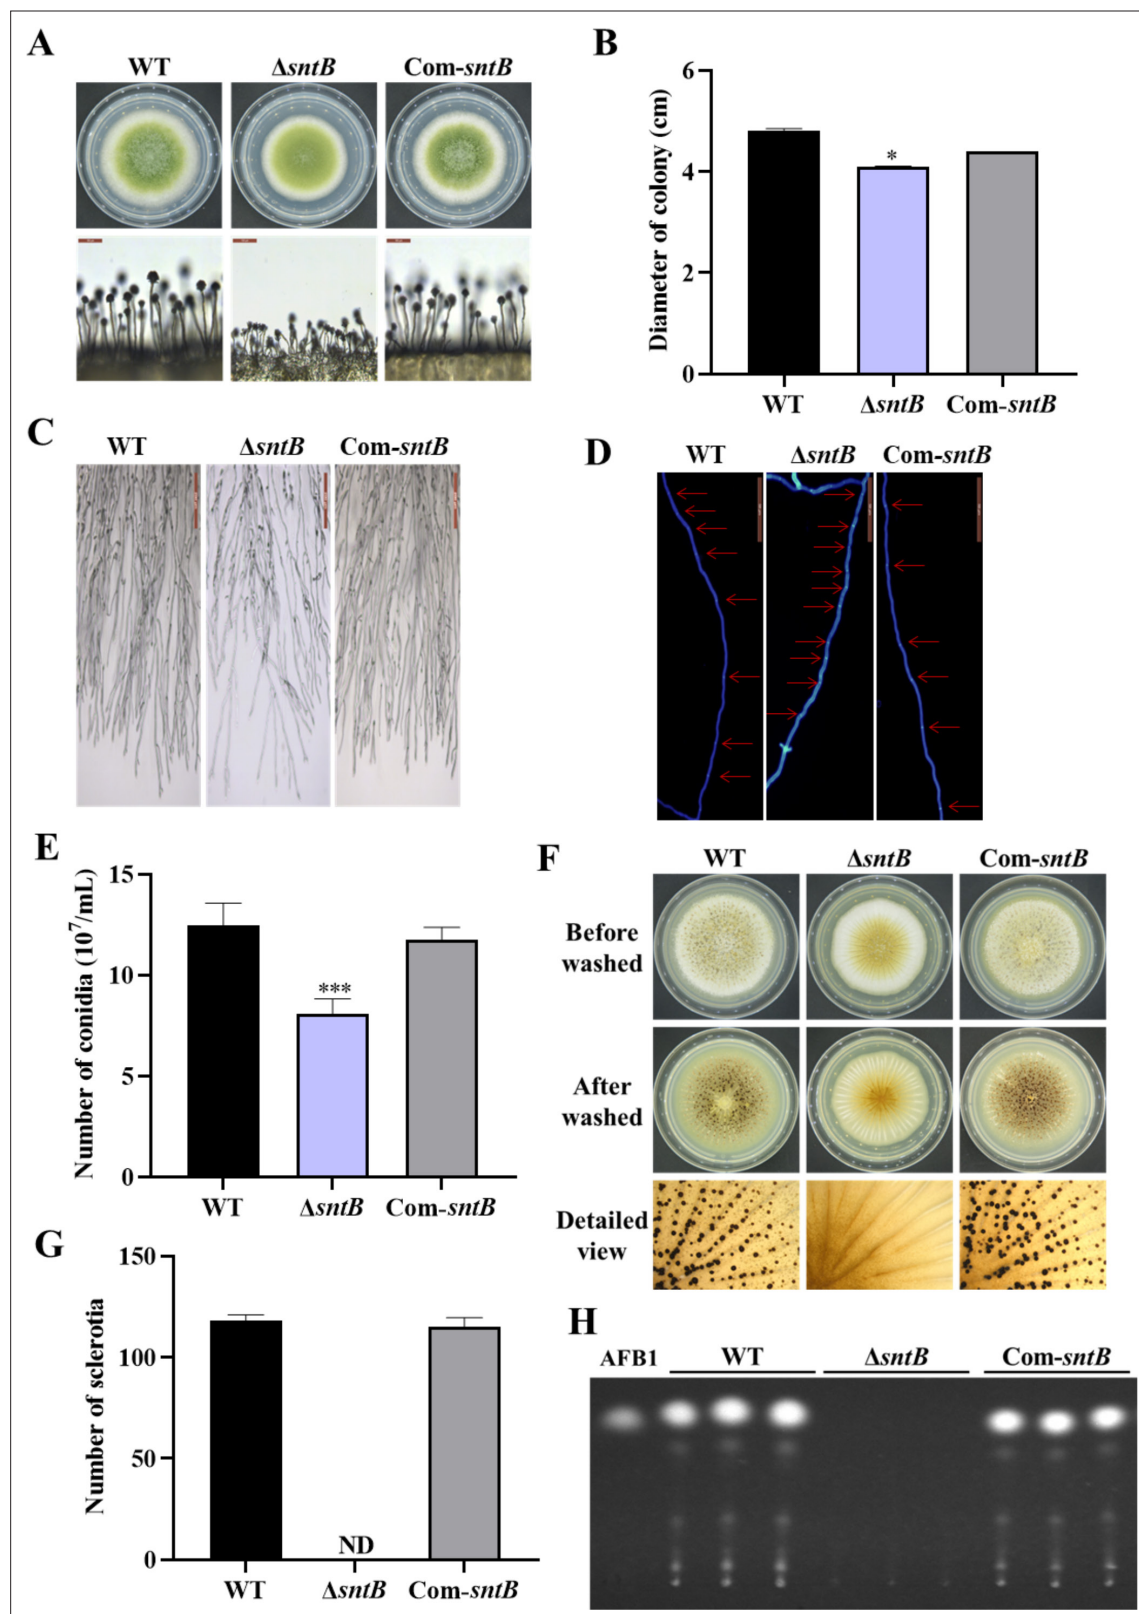 A
WT
ΔsntB
Com-sntB
B
Diameter of colony (cm)
6
4
2
0
*
WT
ΔsntB
Com-sntB
C
WT
ΔsntB
Com-sntB
D
WT
ΔsntB
Com-sntB
E
Number of conidia (10⁷/mL)
15
10
5
0
***
WT
ΔsntB
Com-sntB
F
WT
ΔsntB
Com-sntB
Before
washed
After
washed
Detailed
view
G
Number of sclerotia
150
100
50
0
ND
WT
ΔsntB
Com-sntB
H
AFB1
WT
ΔsntB
Com-sntB